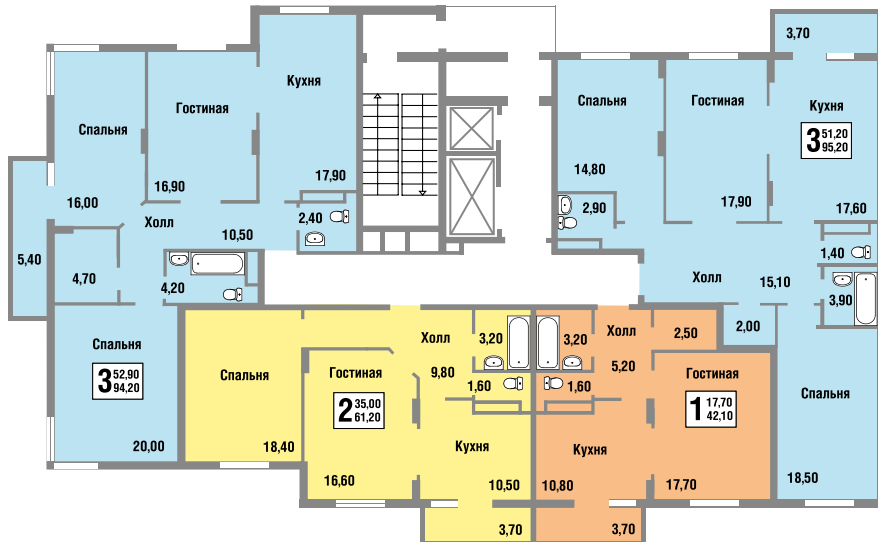 Кухня
3,70
Гостиная
Спальня
Гостиная
Кухня
Спальня
3 51,20
95,20
17,90
14,80
16,90
16,00
17,90
17,60
2,40
2,90
Холл
10,50
1,40
5,40
4,70
4,20
Холл
15,10
3,90
2,00
Спальня
3 52,90
94,20
20,00
Холл
3,20
9,80
1,60
Спальня
Гостиная
2 35,00
61,20
18,40
16,60
Кухня
10,50
3,70
3,20
Холл
2,50
5,20
1,60
Гостиная
1 17,70
42,10
Кухня
10,80
17,70
3,70
Спальня
18,50